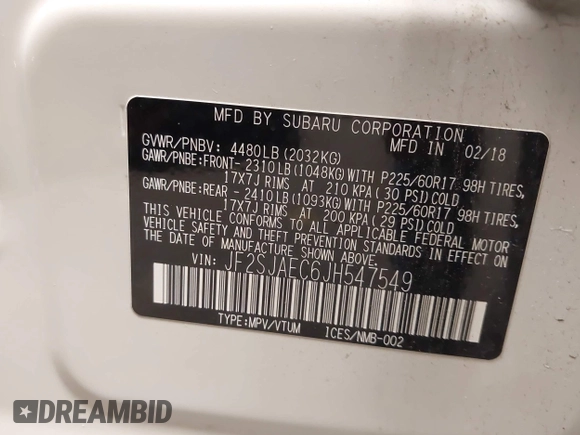 MFD BY SUBARU CORPORATION
MFD IN 02/18
GVWR/PNBV: 4480LB (2032KG)
GAWR/PNBE:FRONT- 2310LB (1048KG) WITH P225/60R17 98H TIRES,
17X7J RIMS AT 210 KPA (30 PSI) COLD
GAWR/PNBE:REAR - 2410LB (1093KG) WITH P225/60R17 98H TIRES,
17X7J RIMS AT 200 KPA (29 PSI) COLD
THIS VEHICLE CONFORMS TO ALL APPLICABLE FEDERAL MOTOR
VEHICLE SAFETY AND THEFT PREVENTION STANDARDS IN EFFECT ON
THE DATE OF MANUFACTURE SHOWN ABOVE.
VIN: JF2SJAEC6JH547549
TYPE:MPV/VTUM ICES/NMB-002
DREAMBID